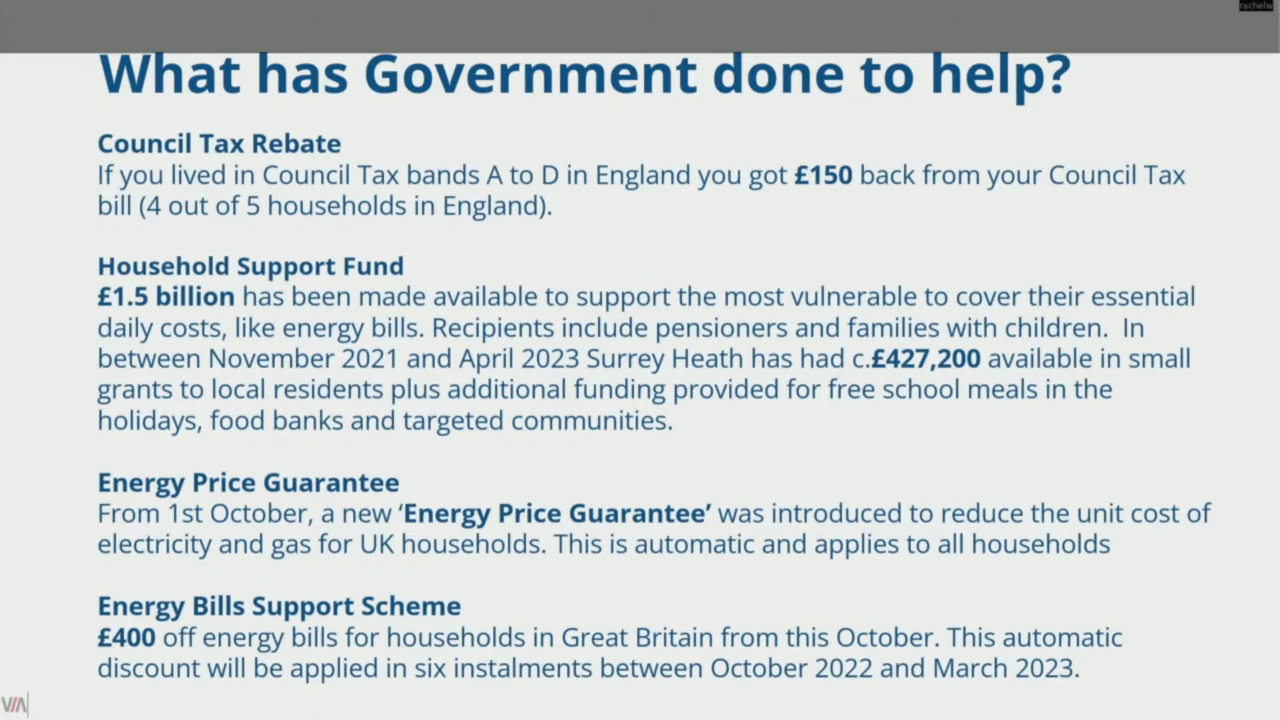 rachelw
What has Government done to help?
Council Tax Rebate
If you lived in Council Tax bands A to D in England you got £150 back from your Council Tax
bill (4 out of 5 households in England).
Household Support Fund
£1.5 billion has been made available to support the most vulnerable to cover their essential
daily costs, like energy bills. Recipients include pensioners and families with children.  In
between November 2021 and April 2023 Surrey Heath has had c.£427,200 available in small
grants to local residents plus additional funding provided for free school meals in the
holidays, food banks and targeted communities.
Energy Price Guarantee
From 1st October, a new ‘Energy Price Guarantee’ was introduced to reduce the unit cost of
electricity and gas for UK households. This is automatic and applies to all households
Energy Bills Support Scheme
£400 off energy bills for households in Great Britain from this October. This automatic
discount will be applied in six instalments between October 2022 and March 2023.
VIA